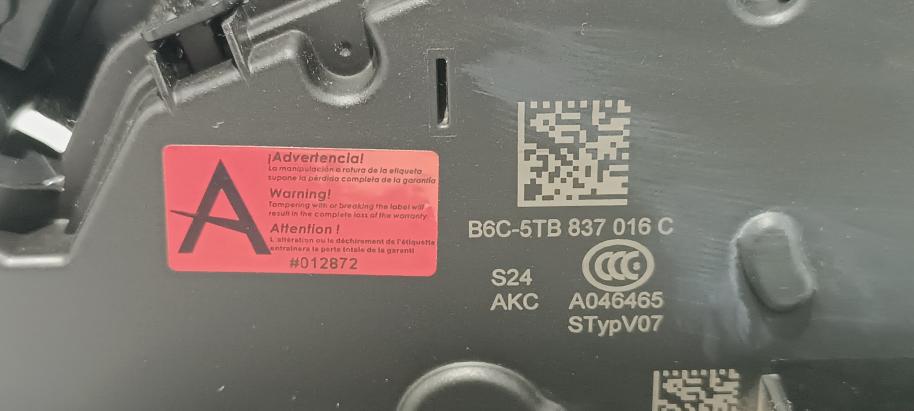 A
¡Advertencia!
La manipulación o rotura de la etiqueta
supone la pérdida completa de la garantía
Warning!
Tampering with or breaking the label will
result in the complete loss of the warranty
Attention !
L'altération ou le déchirement de l'étiquette
entraînera la perte totale de la garanti
#012872
B6C-5TB 837 016 C
CCC
S24
AKC A046465
STypV07